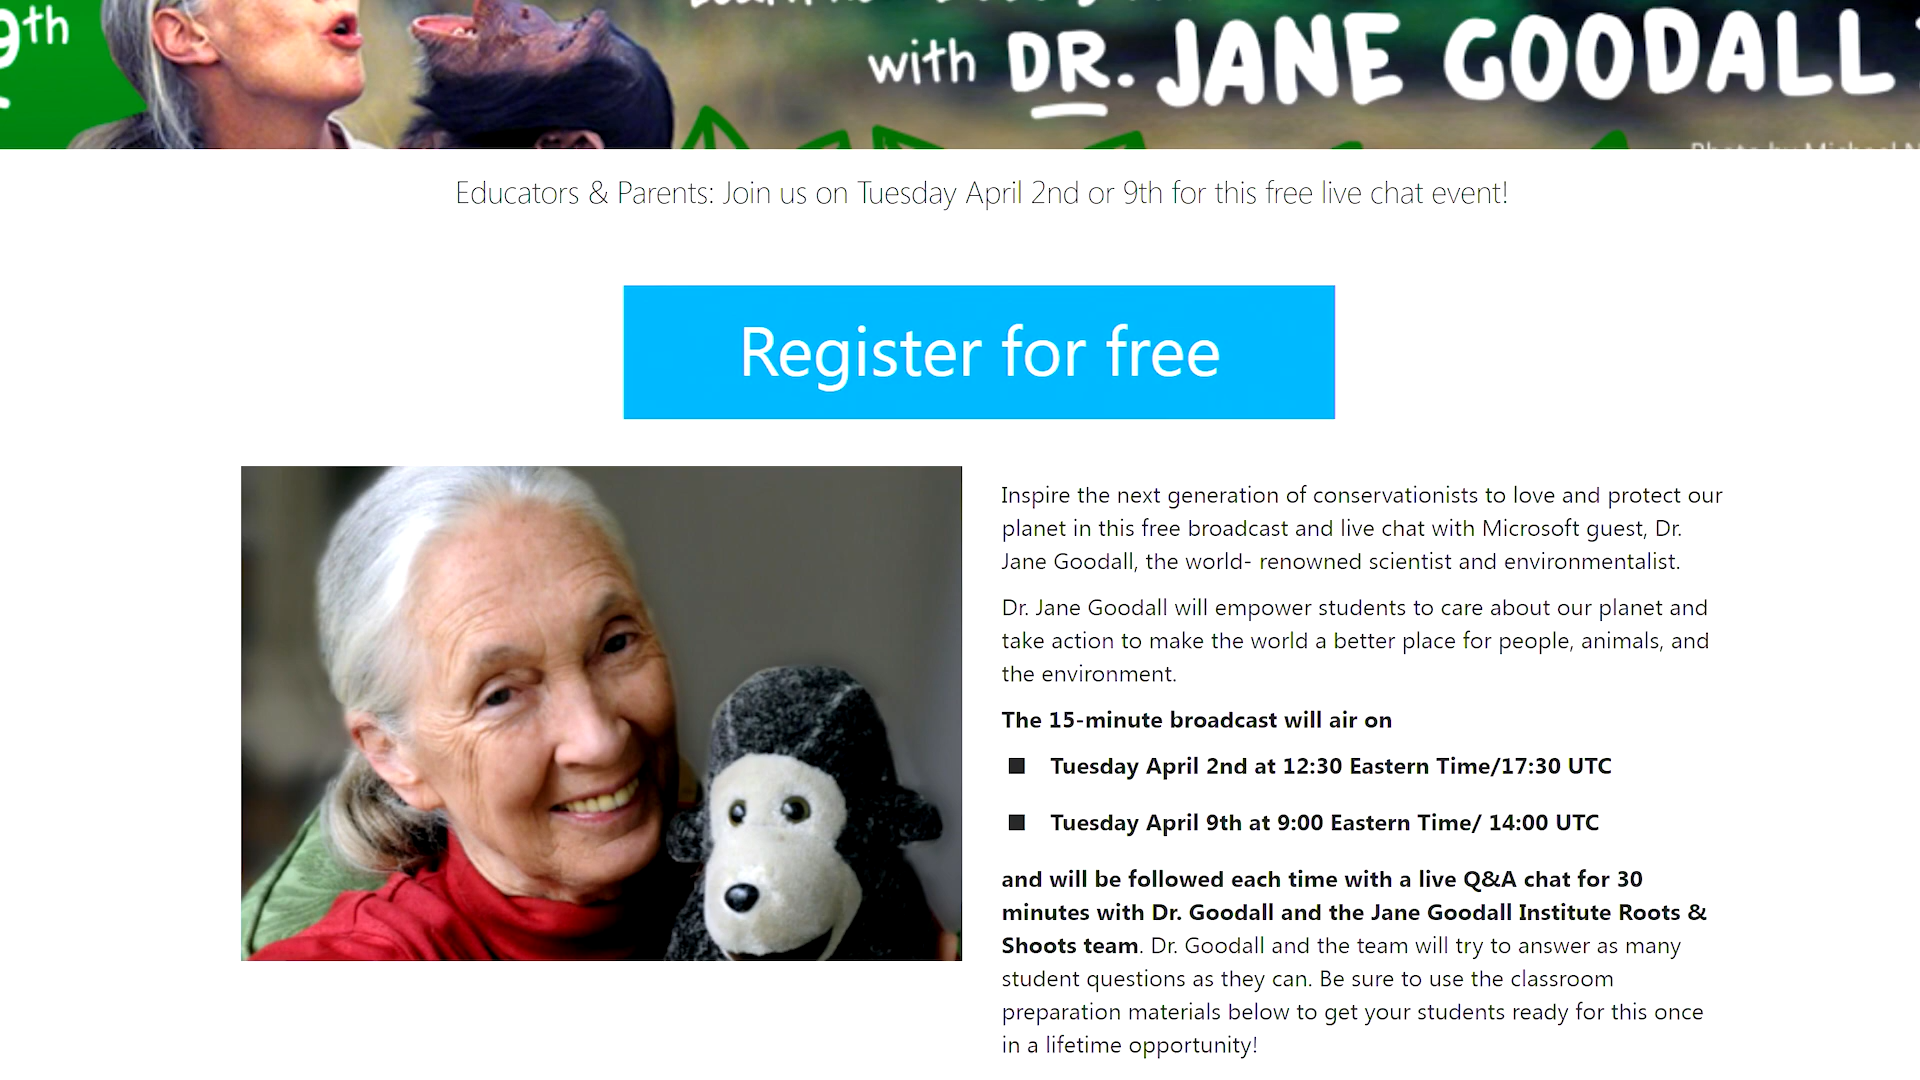 9th
with DR. JANE GOODALL
Educators & Parents: Join us on Tuesday April 2nd or 9th for this free live chat event!
Register for free
Inspire the next generation of conservationists to love and protect our
planet in this free broadcast and live chat with Microsoft guest, Dr.
Jane Goodall, the world- renowned scientist and environmentalist.
Dr. Jane Goodall will empower students to care about our planet and
take action to make the world a better place for people, animals, and
the environment.
The 15-minute broadcast will air on
Tuesday April 2nd at 12:30 Eastern Time/17:30 UTC
Tuesday April 9th at 9:00 Eastern Time/ 14:00 UTC
and will be followed each time with a live Q&A chat for 30
minutes with Dr. Goodall and the Jane Goodall Institute Roots &
Shoots team. Dr. Goodall and the team will try to answer as many
student questions as they can. Be sure to use the classroom
preparation materials below to get your students ready for this once
in a lifetime opportunity!